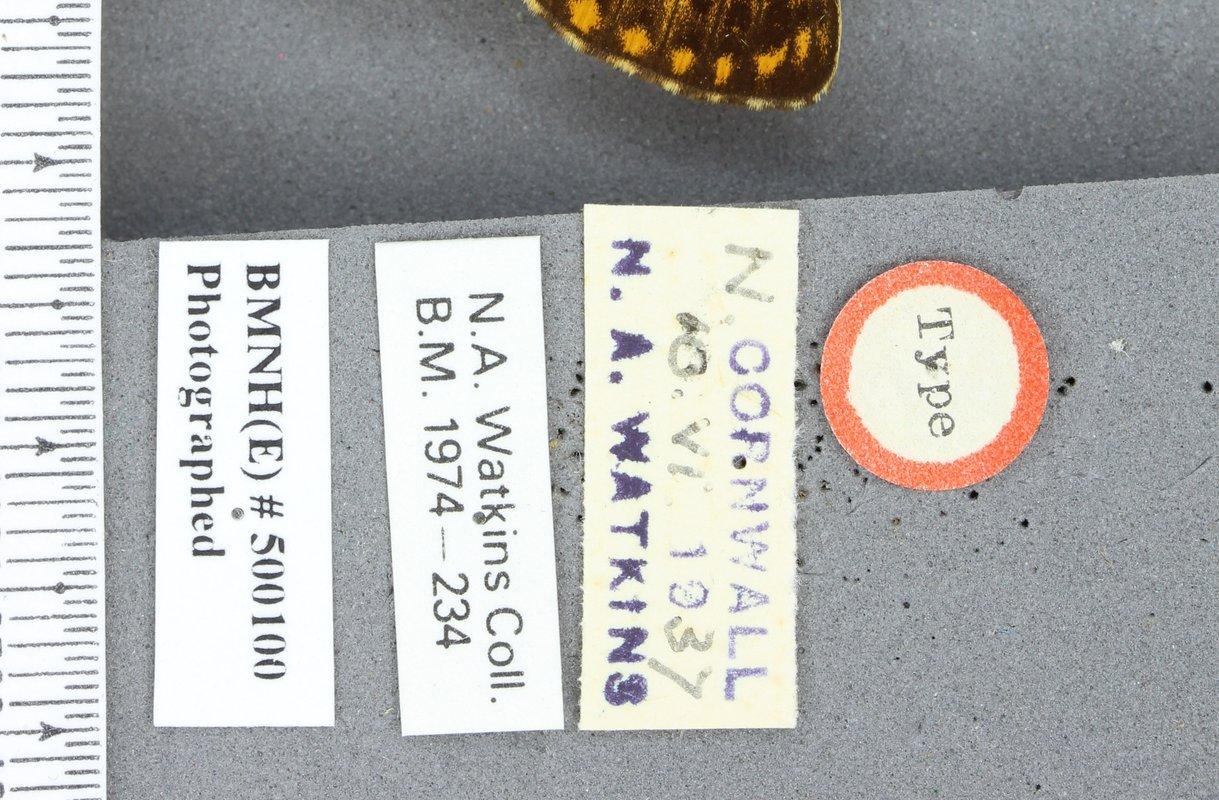 Type
N. CORNWALL
10. VI. 1937
N. A. WATKINS
N.A. Watkins Coll.
B.M. 1974—234
BMNH(E) # 500100
Photographed